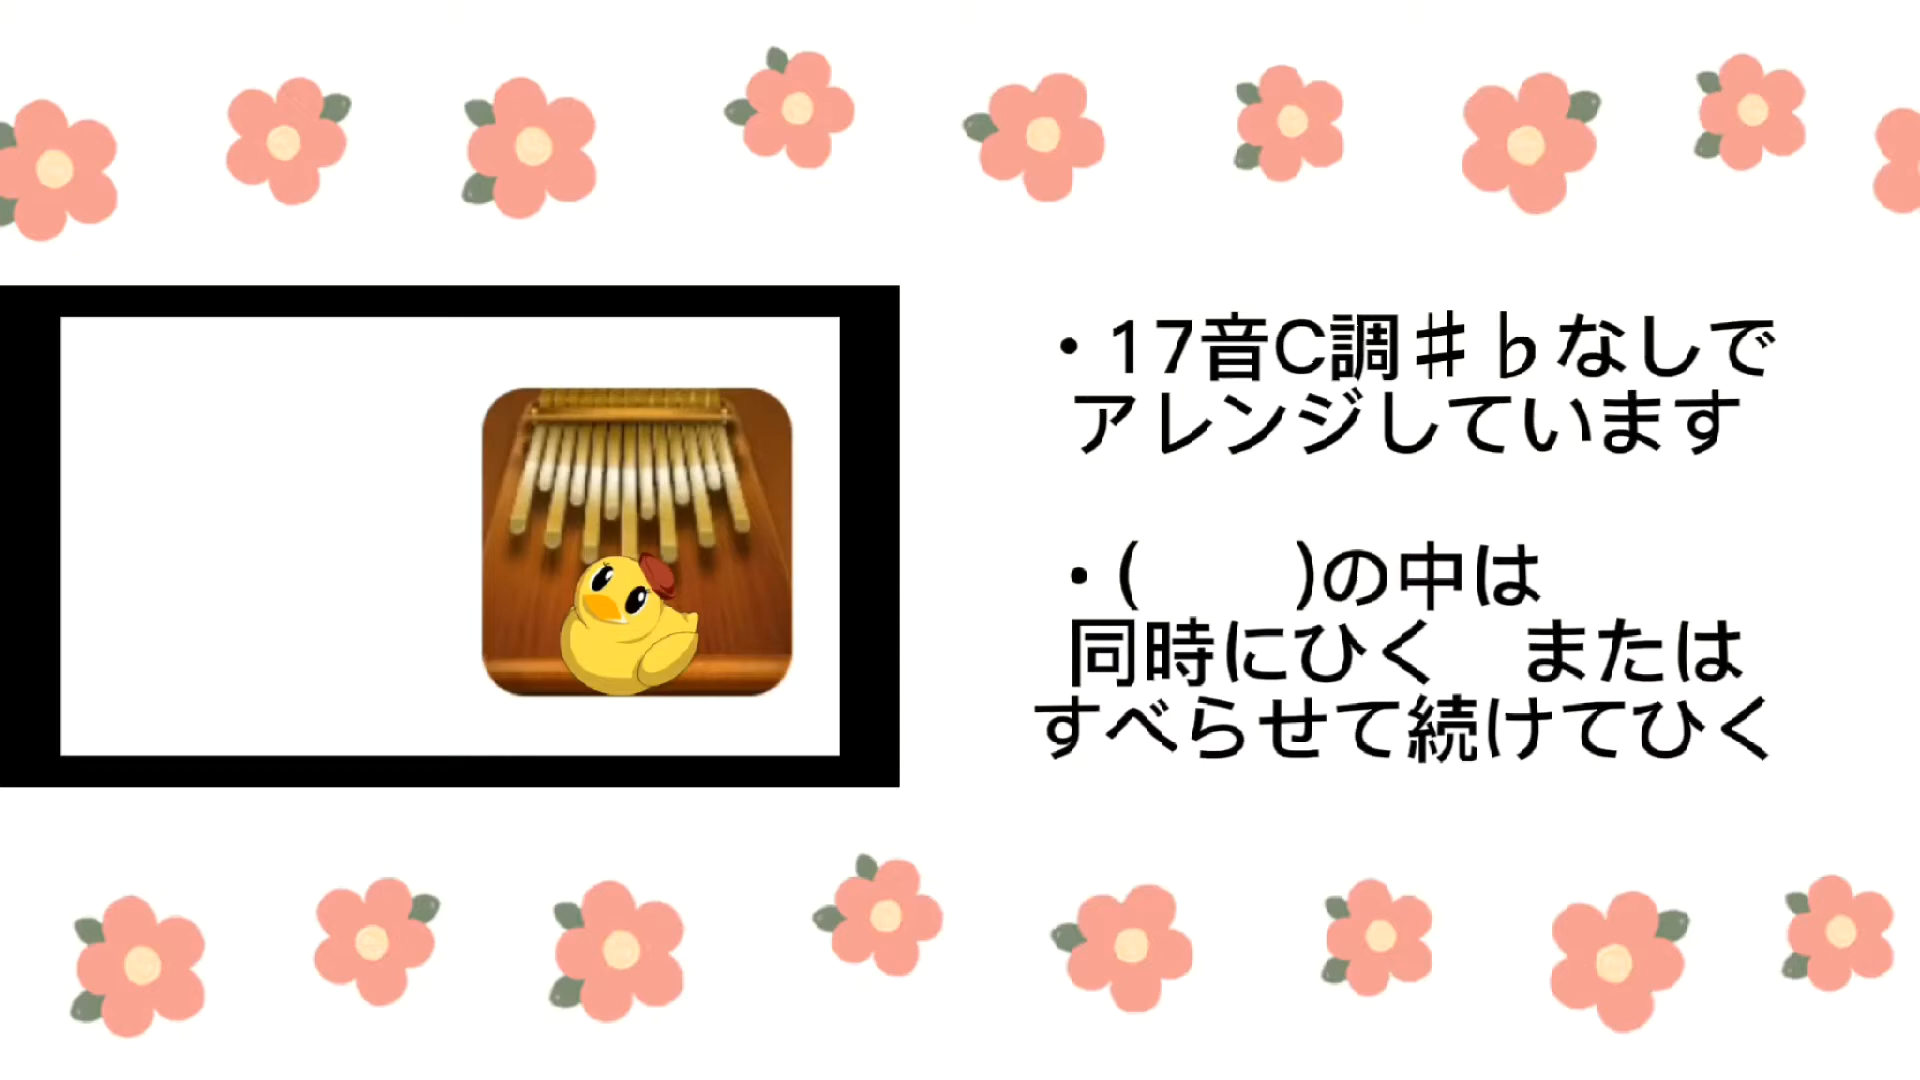 ・17音C調♯♭なしで
アレンジしています
・(　　)の中は
同時にひく　または
すべらせて続けてひく